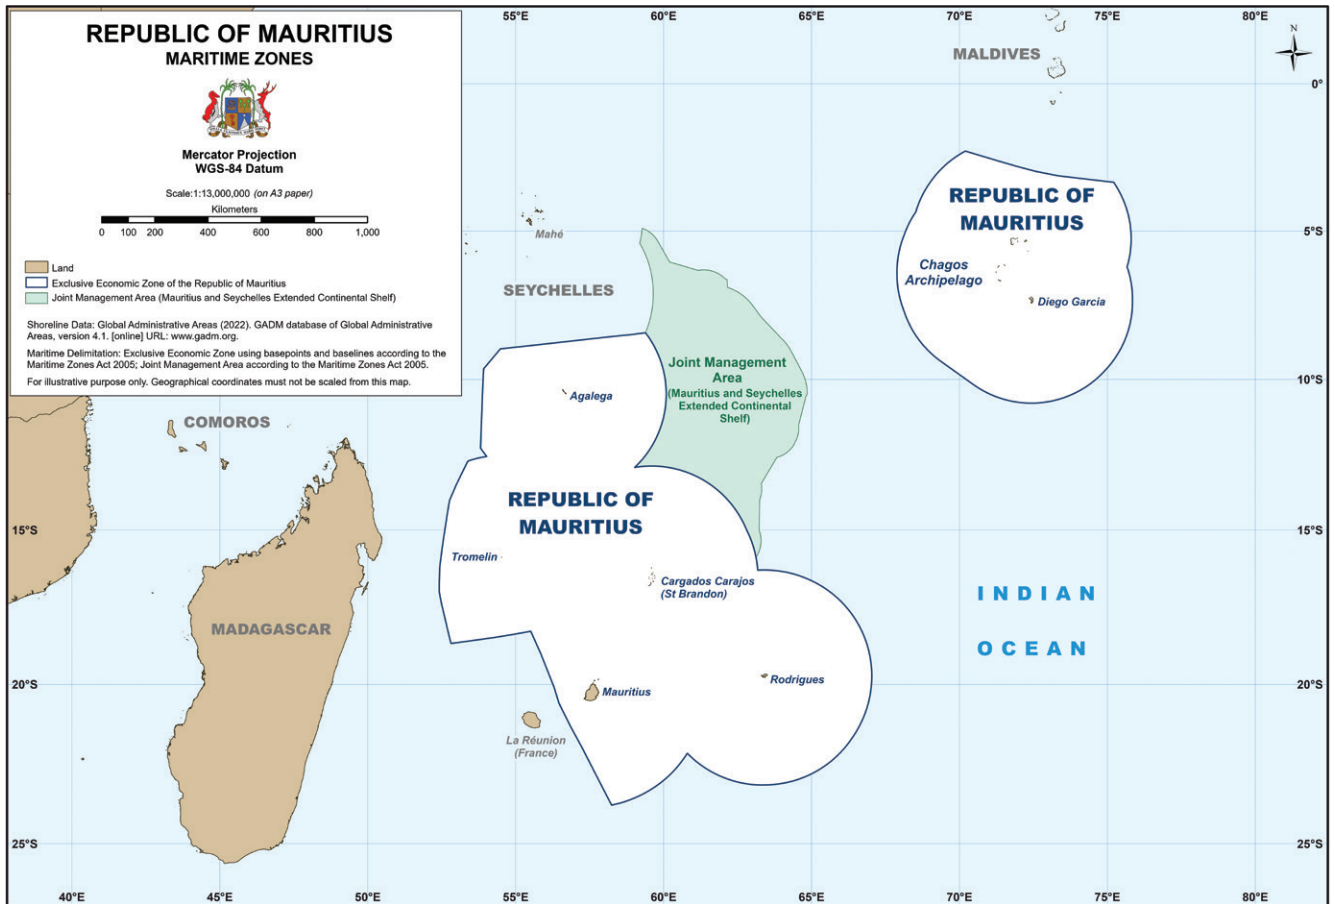 REPUBLIC OF MAURITIUS
MARITIME ZONES
Mercator Projection
WGS-84 Datum
Scale:1:13,000,000 (on A3 paper)
Kilometers
0 100 200 400 600 800 1,000
Land
Exclusive Economic Zone of the Republic of Mauritius
Joint Management Area (Mauritius and Seychelles Extended Continental Shelf)
Shoreline Data: Global Administrative Areas (2022). GADM database of Global Administrative
Areas, version 4.1. [online] URL: www.gadm.org.
Maritime Delimitation: Exclusive Economic Zone using basepoints and baselines according to the
Maritime Zones Act 2005; Joint Management Area according to the Maritime Zones Act 2005.
For illustrative purpose only. Geographical coordinates must not be scaled from this map.
55°E 60°E 65°E 70°E 75°E 80°E
N
MALDIVES
0°
REPUBLIC OF
MAURITIUS
5°S
Mahé
Chagos
Archipelago
Diego Garcia
SEYCHELLES
Joint Management
Area
(Mauritius and Seychelles
Extended Continental
Shelf)
10°S
Agalega
COMOROS
REPUBLIC OF
MAURITIUS
15°S 15°S
Tromelin
Cargados Carajos
(St Brandon)
INDIAN
OCEAN
MADAGASCAR
20°S 20°S
Mauritius
Rodrigues
La Réunion
(France)
25°S 25°S
40°E 45°E 50°E 55°E 60°E 65°E 70°E 75°E 80°E